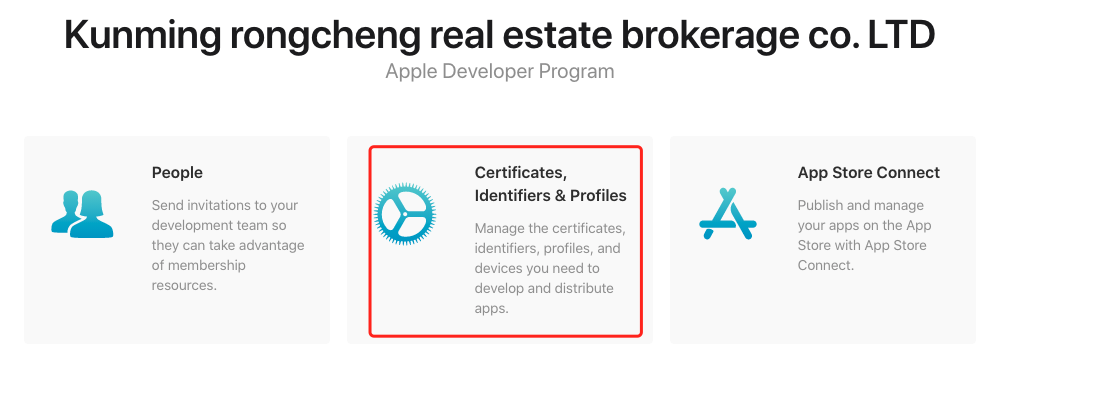 Kunming rongcheng real estate brokerage co. LTD
Apple Developer Program
People
Send invitations to your
development team so
they can take advantage
of membership
resources.
Certificates,
Identifiers & Profiles
Manage the certificates,
identifiers, profiles, and
devices you need to
develop and distribute
apps.
App Store Connect
Publish and manage
your apps on the App
Store with App Store
Connect.